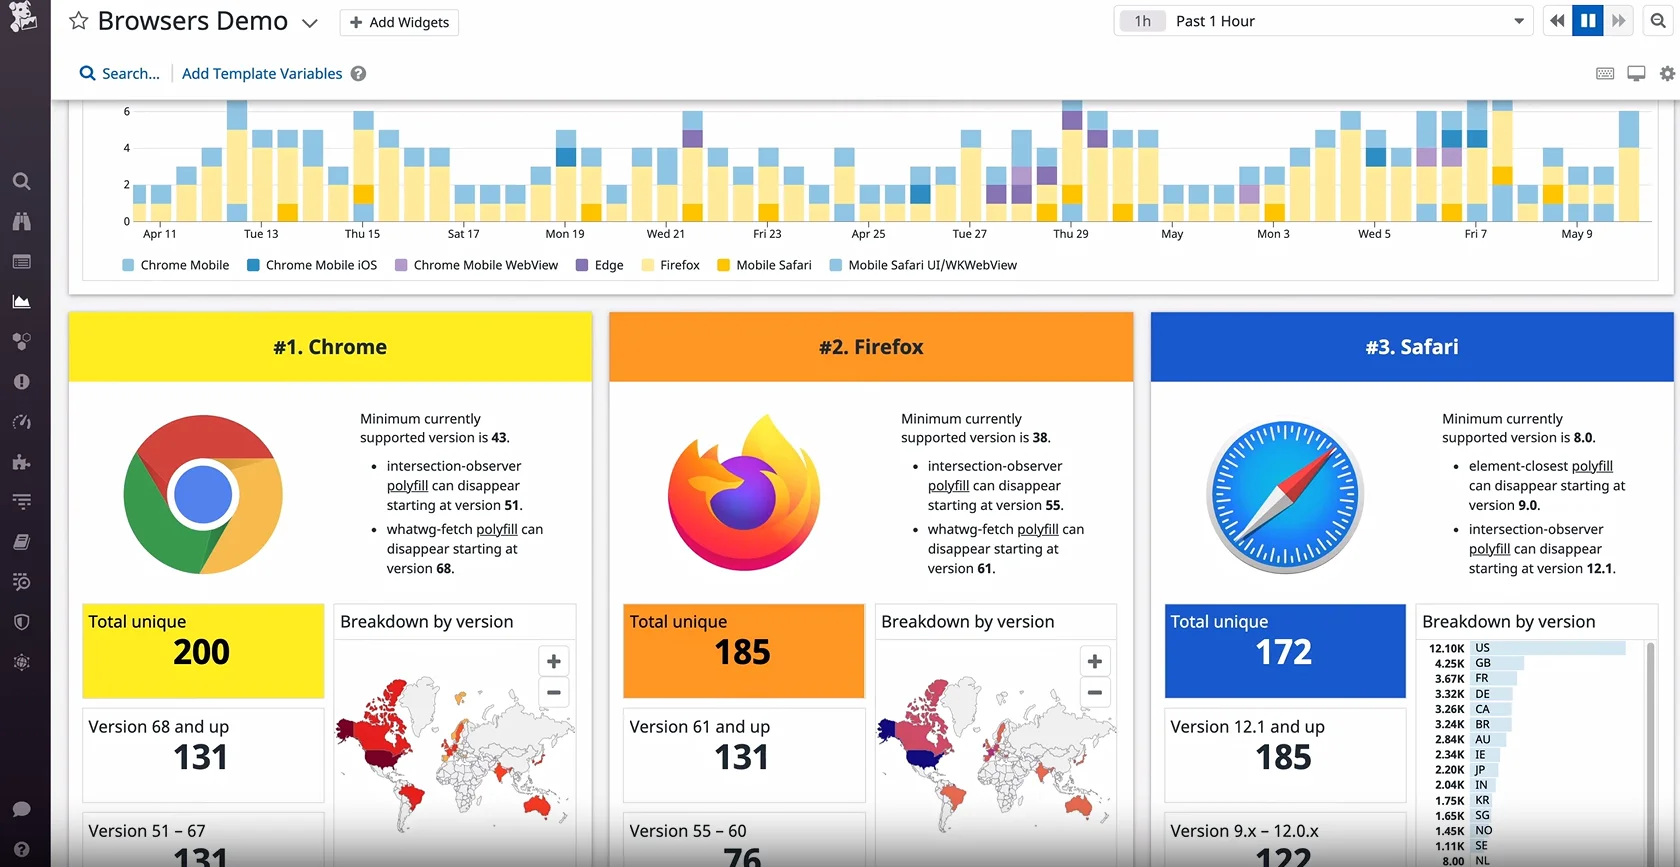 Browsers Demo
+ Add Widgets
1h Past 1 Hour
Search...
Add Template Variables ?
6
4
2
0
Apr 11 Tue 13 Thu 15 Sat 17 Mon 19 Wed 21 Fri 23 Apr 25 Tue 27 Thu 29 May Mon 3 Wed 5 Fri 7 May 9
Chrome Mobile Chrome Mobile iOS Chrome Mobile WebView Edge Firefox Mobile Safari Mobile Safari UI/WKWebView
#1. Chrome
Minimum currently
supported version is 43.
• intersection-observer
polyfill can disappear
starting at version 51.
• whatwg-fetch polyfill can
disappear starting at
version 68.
Total unique
200
Breakdown by version
+
−
Version 68 and up
131
Version 51 – 67
131
#2. Firefox
Minimum currently
supported version is 38.
• intersection-observer
polyfill can disappear
starting at version 55.
• whatwg-fetch polyfill can
disappear starting at
version 61.
Total unique
185
Breakdown by version
+
−
Version 61 and up
131
Version 55 – 60
76
#3. Safari
Minimum currently
supported version is 8.0.
• element-closest polyfill
can disappear starting at
version 9.0.
• intersection-observer
polyfill can disappear
starting at version 12.1.
Total unique
172
Version 12.1 and up
185
Version 9.x – 12.0.x
122
Breakdown by version
12.10K US
4.25K GB
3.67K FR
3.32K DE
3.26K CA
3.24K BR
2.84K AU
2.34K IE
2.20K JP
2.04K IN
1.75K KR
1.65K SG
1.45K NO
1.11K SE
8.00 NL